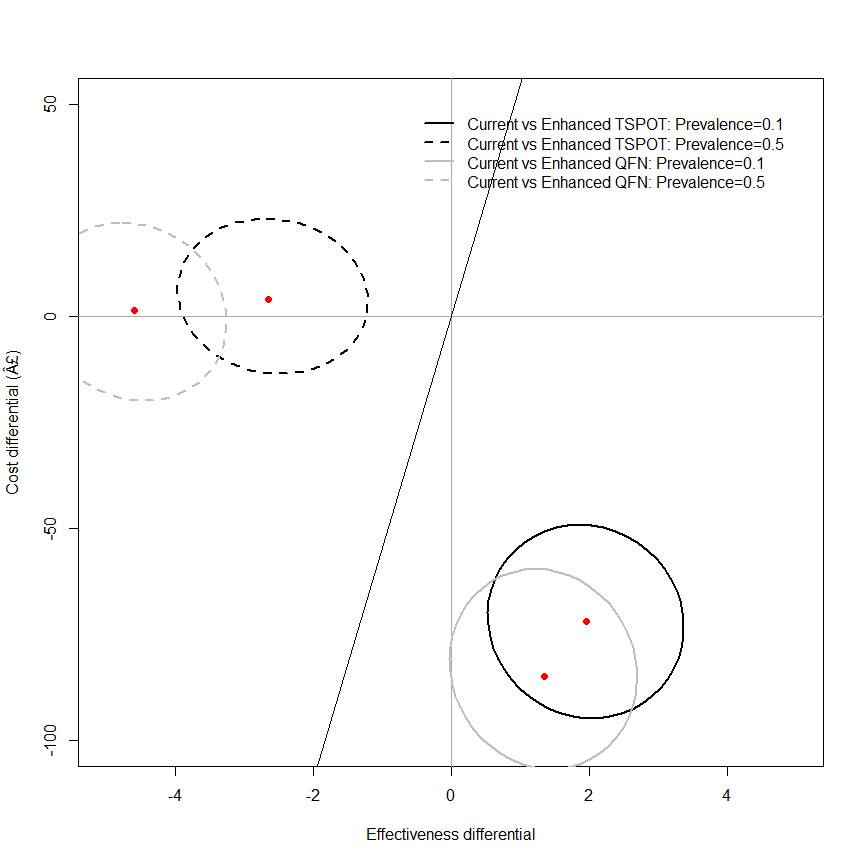 50
0
-50
-100
Cost differential (Â£)
Current vs Enhanced TSPOT: Prevalence=0.1
Current vs Enhanced TSPOT: Prevalence=0.5
Current vs Enhanced QFN: Prevalence=0.1
Current vs Enhanced QFN: Prevalence=0.5
-4 -2 0 2 4
Effectiveness differential